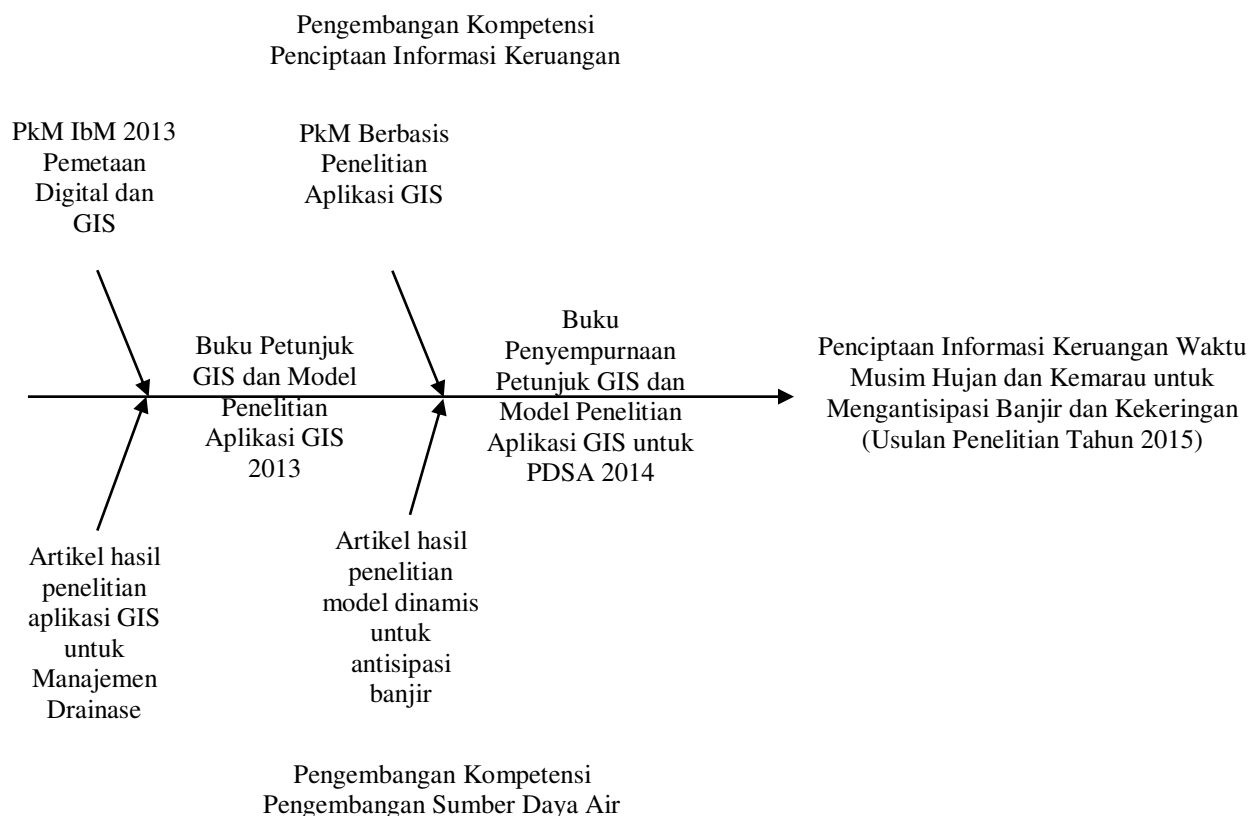 Pengembangan Kompetensi
Penciptaan Informasi Keruangan
PkM IbM 2013
Pemetaan
Digital dan
GIS
PkM Berbasis
Penelitian
Aplikasi GIS
Buku Petunjuk
GIS dan Model
Penelitian
Aplikasi GIS
2013
Buku
Penyempurnaan
Petunjuk GIS dan
Model Penelitian
Aplikasi GIS untuk
PDSA 2014
Penciptaan Informasi Keruangan Waktu
Musim Hujan dan Kemarau untuk
Mengantisipasi Banjir dan Kekeringan
(Usulan Penelitian Tahun 2015)
Artikel hasil
penelitian
aplikasi GIS
untuk
Manajemen
Drainase
Artikel hasil
penelitian
model dinamis
untuk
antisipasi
banjir
Pengembangan Kompetensi
Pengembangan Sumber Daya Air